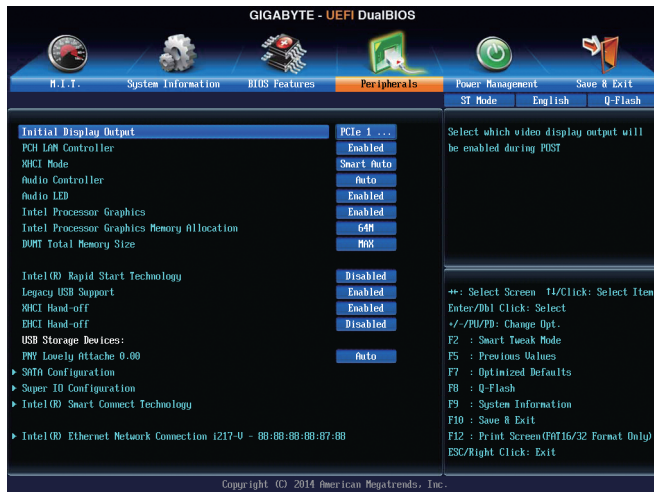 GIGABYTE - UEFI DualBIOS
M.I.T. System Information BIOS Features Peripherals Power Management Save & Exit
ST Mode English Q-Flash
Initial Display Output PCIe 1 ...
PCH LAN Controller Enabled
XHCI Mode Smart Auto
Audio Controller Auto
Audio LED Enabled
Intel Processor Graphics Enabled
Intel Processor Graphics Memory Allocation 64M
DVMT Total Memory Size MAX
Intel(R) Rapid Start Technology Disabled
Legacy USB Support Enabled
XHCI Hand-off Enabled
EHCI Hand-off Disabled
USB Storage Devices:
PNY Lovely Attache 0.00 Auto
SATA Configuration
Super IO Configuration
Intel(R) Smart Connect Technology
Intel(R) Ethernet Network Connection i217-V - 88:88:88:88:87:88
Select which video display output will
be enabled during POST
↔: Select Screen ↑↓/Click: Select Item
Enter/Dbl Click: Select
+/-/PU/PD: Change Opt.
F2 : Smart Tweak Mode
F5 : Previous Values
F7 : Optimized Defaults
F8 : Q-Flash
F9 : System Information
F10 : Save & Exit
F12 : Print Screen(FAT16/32 Format Only)
ESC/Right Click: Exit
Copyright (C) 2014 American Megatrends, Inc.